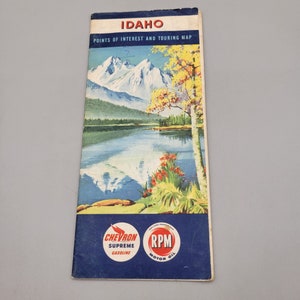 IDAHO
POINTS OF INTEREST AND TOURING MAP
CHEVRON
SUPREME
GASOLINE
RPM
MOTOR OIL